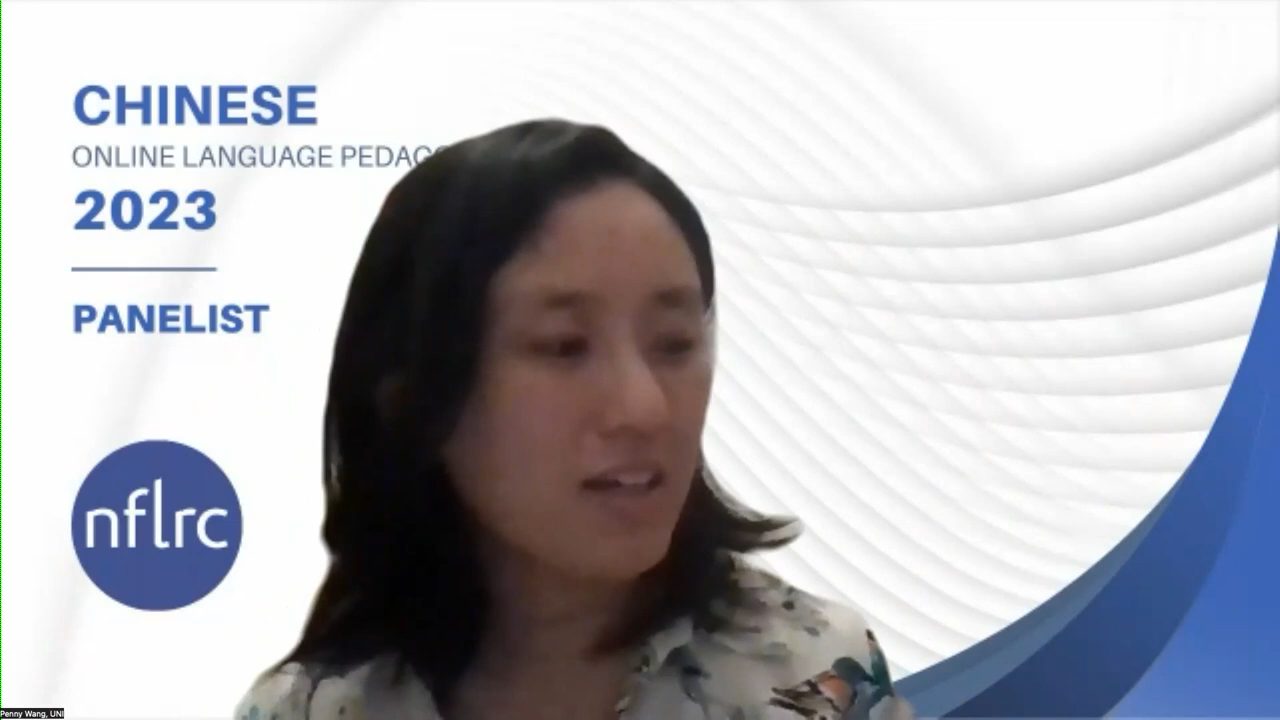 CHINESE
ONLINE LANGUAGE PEDAG
2023
PANELIST
nflrc
Penny Wang, UNI